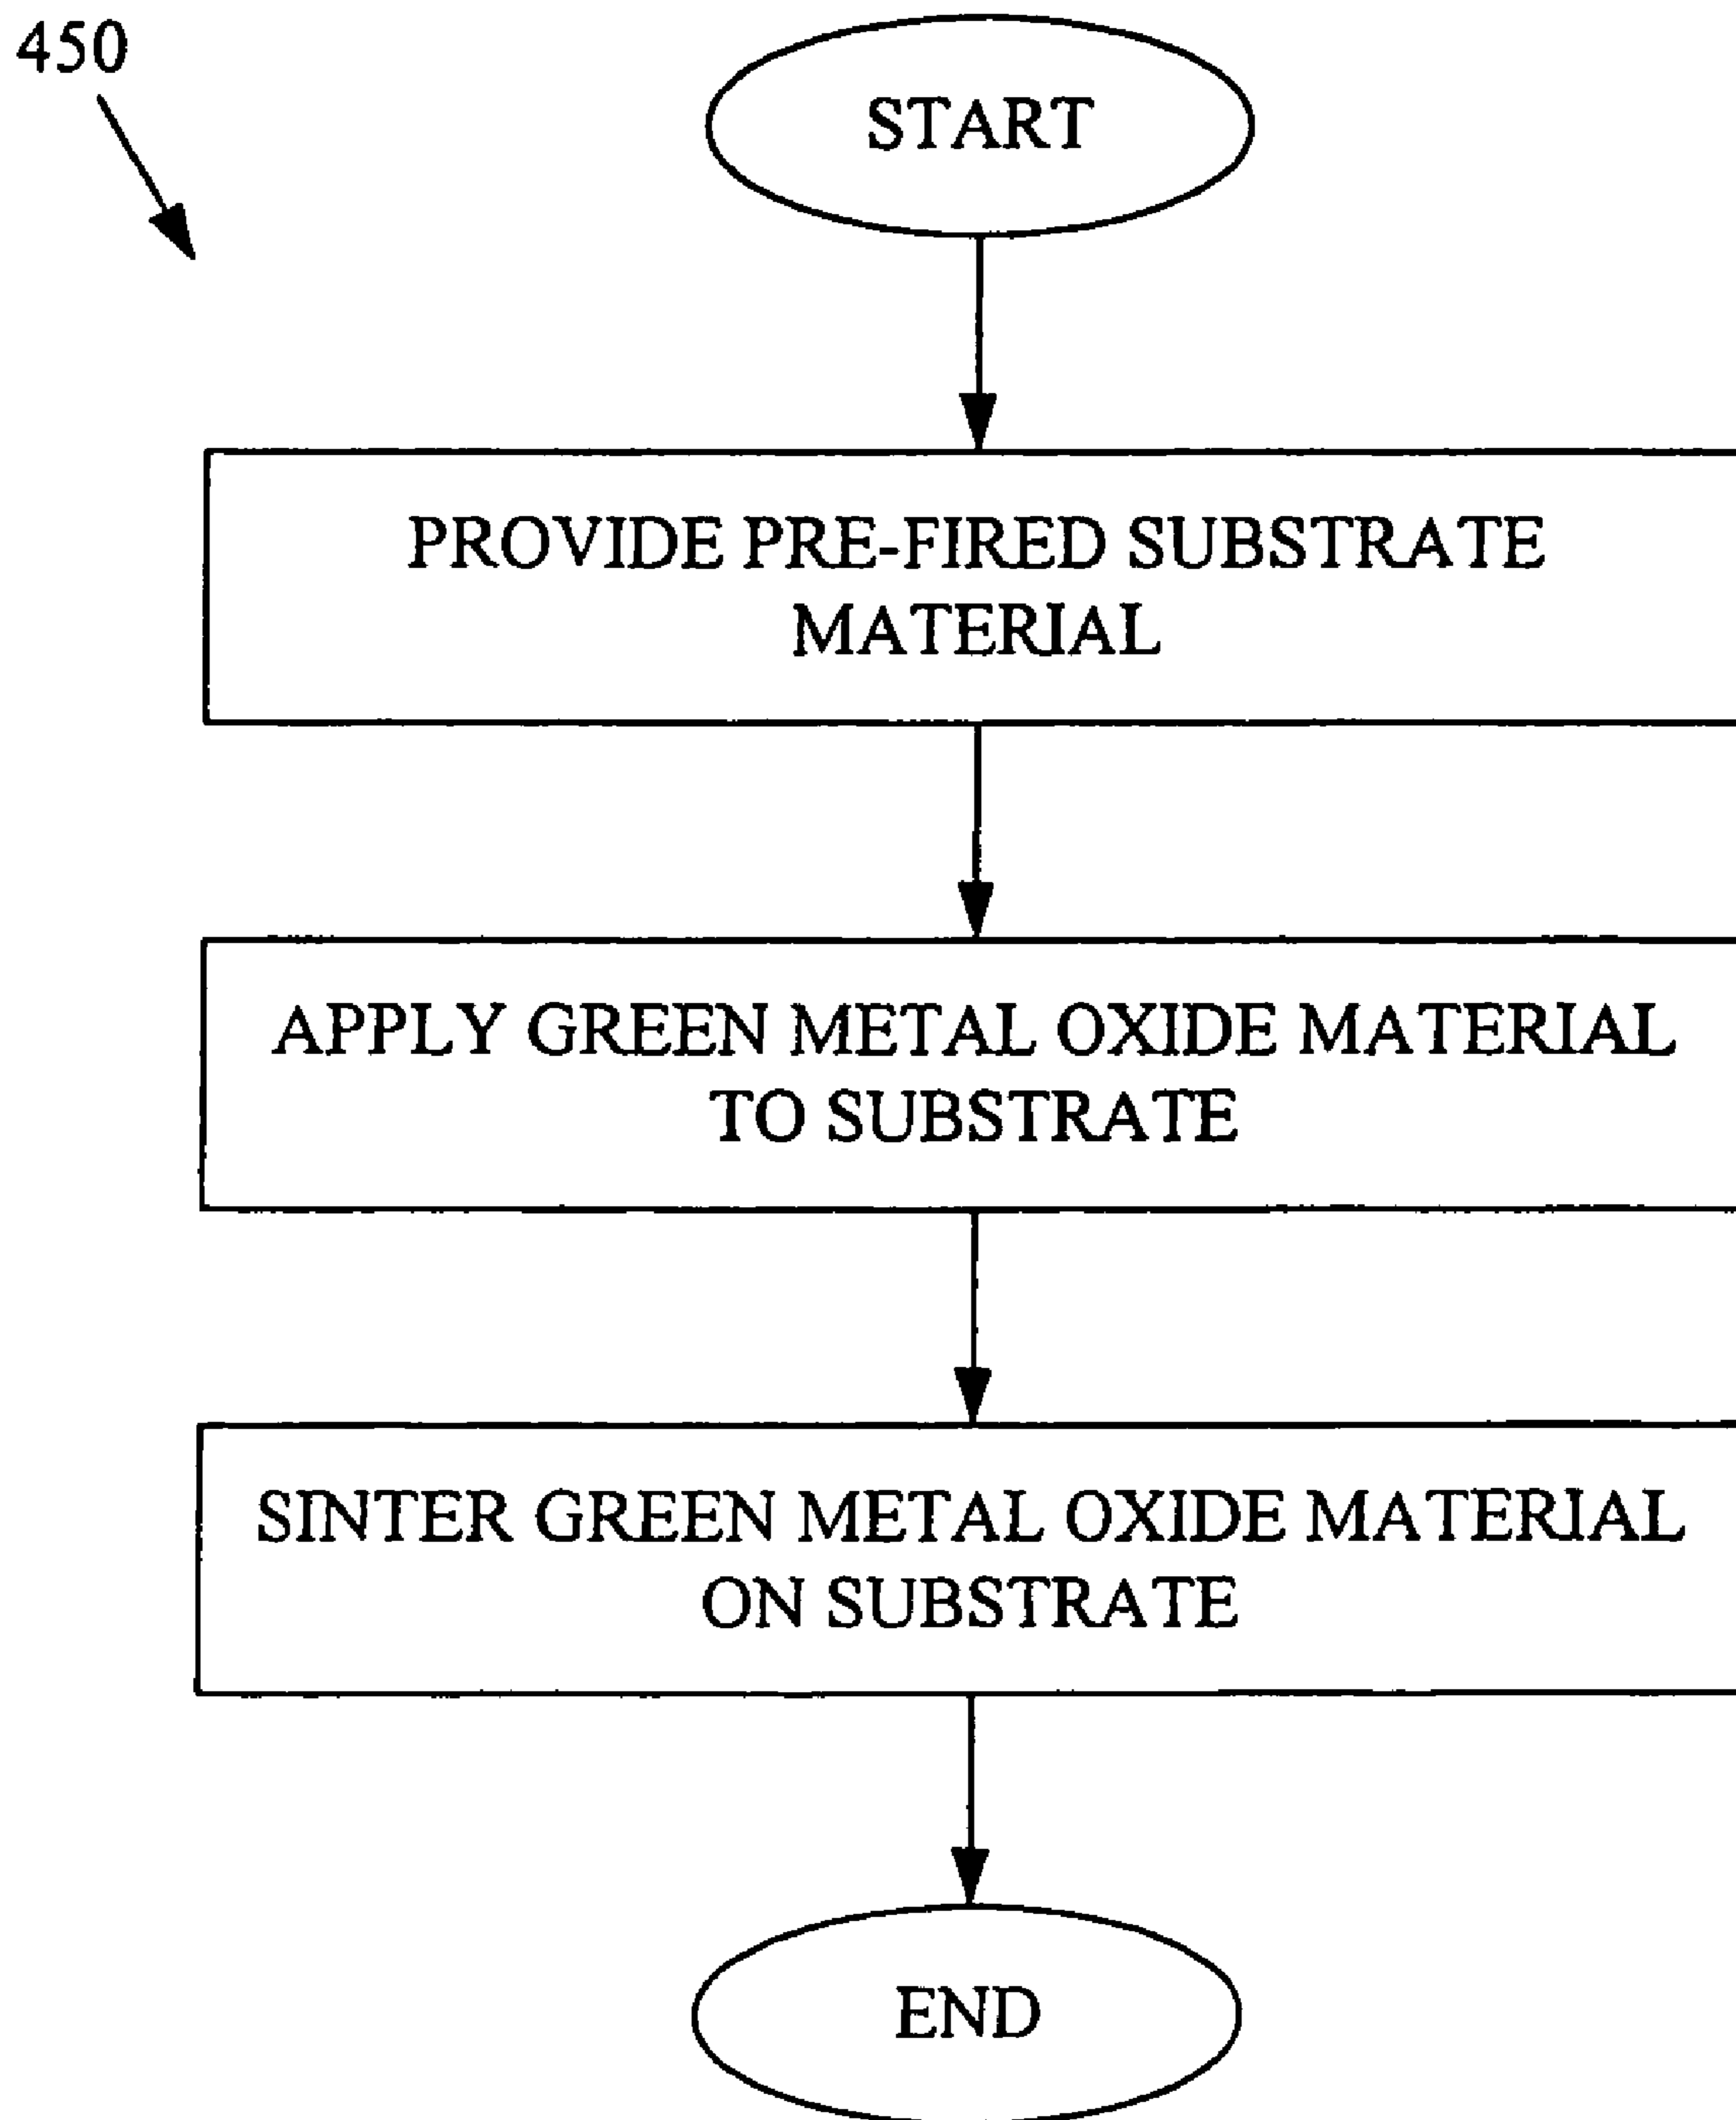 450
START
PROVIDE PRE-FIRED SUBSTRATE
MATERIAL
APPLY GREEN METAL OXIDE MATERIAL
TO SUBSTRATE
SINTER GREEN METAL OXIDE MATERIAL
ON SUBSTRATE
END